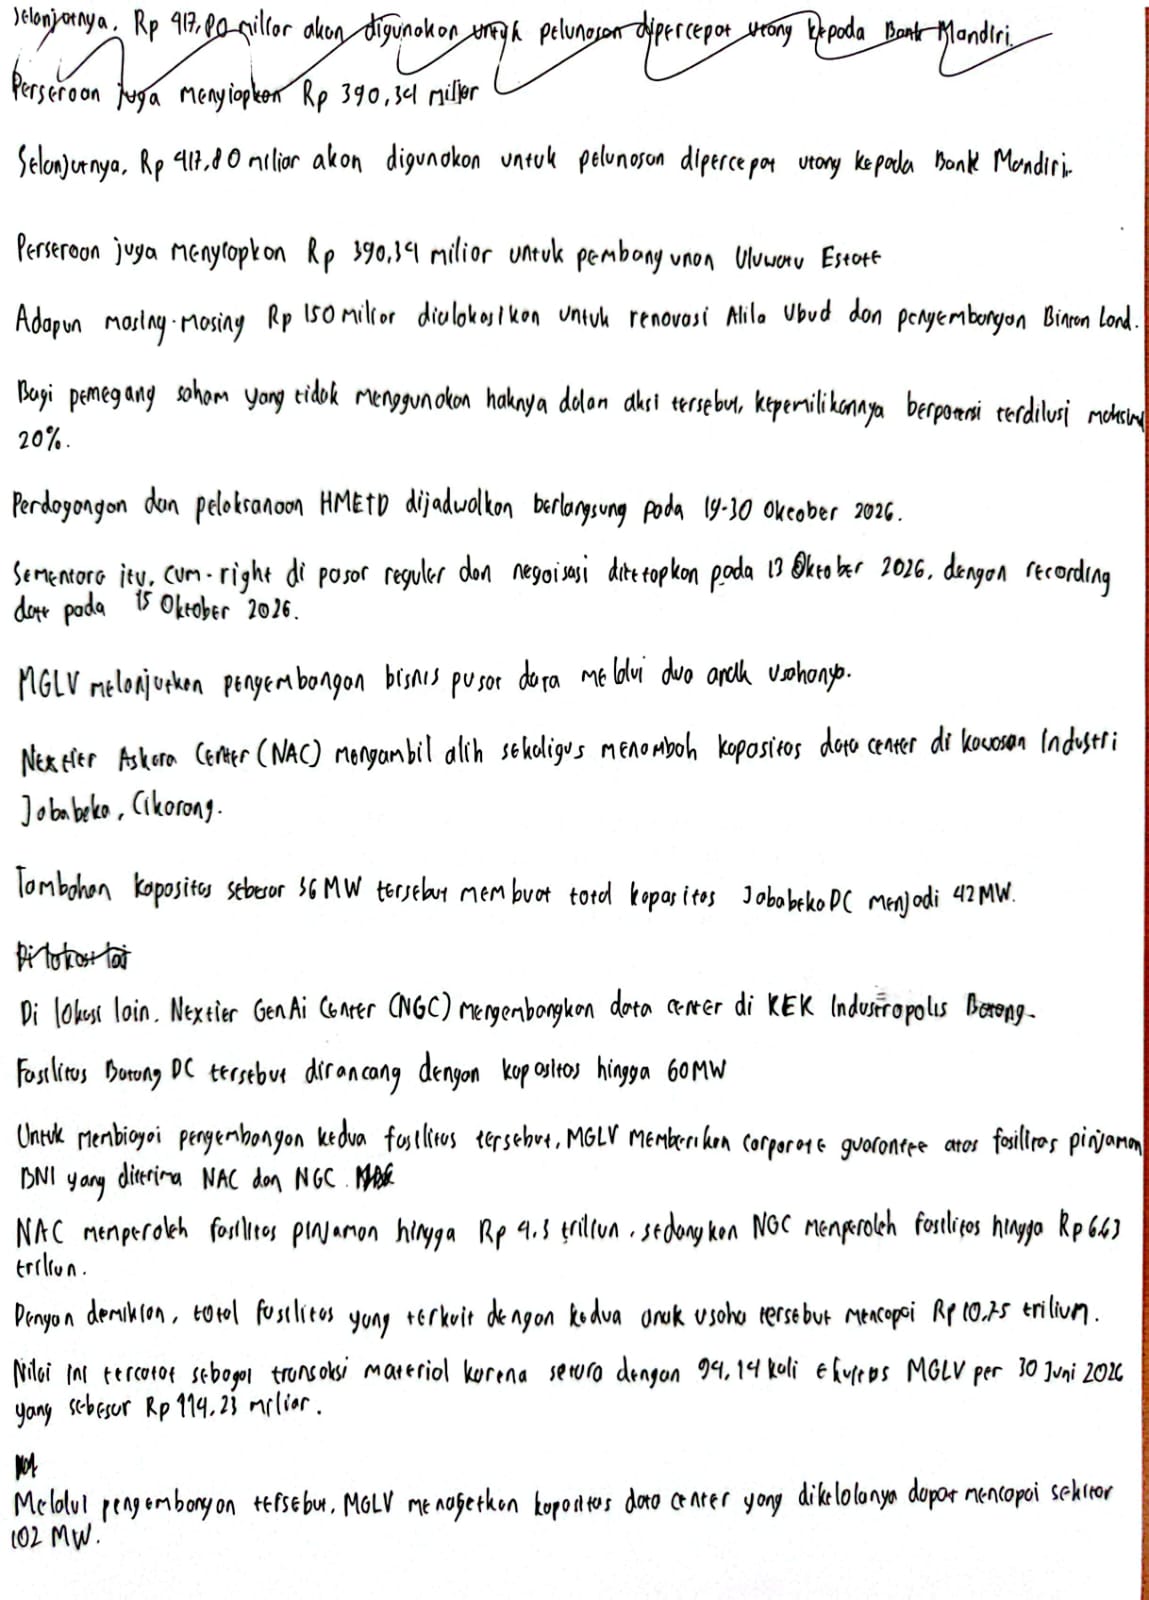 Selanjutnya, Rp 417,80 miliar akan digunakan untuk pelunasan dipercepat utang kepada Bank Mandiri.
Perseroan juga menyiapkan Rp 390,34 miliar
Selanjutnya, Rp 417,80 miliar akan digunakan untuk pelunasan dipercepat utang kepada Bank Mandiri.
Perseroan juga menyiapkan Rp 390,34 miliar untuk pembangunan Uluwatu Estate
Adapun masing-masing Rp 150 miliar dialokasikan untuk renovasi Alila Ubud dan pengembangan Bintan Land.
Bagi pemegang saham yang tidak menggunakan haknya dalam aksi tersebut, kepemilikannya berpotensi terdilusi
20%.
Perdagangan dan pelaksanaan HMETD dijadwalkan berlangsung pada 19-30 Oktober 2026.
Sementara itu, cum-right di pasar reguler dan negoisasi ditetapkan pada 13 Oktober 2026, dengan recording
date pada 15 Oktober 2026.
MGLV melanjutkan pengembangan bisnis pusat data melalui dua anak usahanya.
Nextier Askara Center (NAC) mengambil alih sekaligus menambah kapasitas data center di kawasan Industri
Jababeka, Cikarang.
Tambahan kapasitas sebesar 36 MW tersebut membuat total kapasitas Jababeka DC menjadi 42 MW.
Di lokasi lai
Di lokasi lain, Nextier GenAi Center (NGC) mengembangkan data center di KEK Industropolis Batang.
Fasilitas Batang DC tersebut dirancang dengan kapasitas hingga 60MW
Untuk membiayai pengembangan kedua fasilitas tersebut, MGLV memberikan corporate guarantee atas fasilitas pinjaman
BNI yang diterima NAC dan NGC.
NAC memperoleh fasilitas pinjaman hingga Rp 4.3 triliun, sedangkan NGC memperoleh fasilitas hingga Rp 6.43
triliun.
Dengan demikian, total fasilitas yang terkait dengan kedua anak usaha tersebut mencapai Rp 10,75 trilium.
Nilai ini tercatat sebagai transaksi material karena setara dengan 94,14 kali ekuitas MGLV per 30 Juni 2026
yang sebesar Rp 114,23 miliar.
Melalui pengembangan tersebut, MGLV menargetkan kapasitas data center yang dikelolanya dapat mencapai sekitar
102 MW.